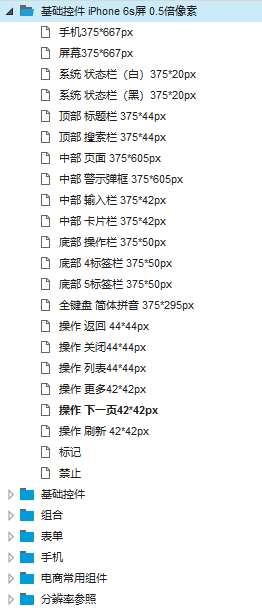 基础控件 iPhone 6s屏 0.5倍像素
手机375*667px
屏幕375*667px
系统 状态栏（白）375*20px
系统 状态栏（黑）375*20px
顶部 标题栏 375*44px
顶部 搜索栏 375*44px
中部 页面 375*605px
中部 警示弹框 375*605px
中部 输入栏 375*42px
中部 卡片栏 375*42px
底部 操作栏 375*50px
底部 4标签栏 375*50px
底部 5标签栏 375*50px
全键盘 简体拼音 375*295px
操作 返回 44*44px
操作 关闭44*44px
操作 列表44*44px
操作 更多42*42px
操作 下一页42*42px
操作 刷新 42*42px
标记
禁止
基础控件
组合
表单
手机
电商常用组件
分辨率参照